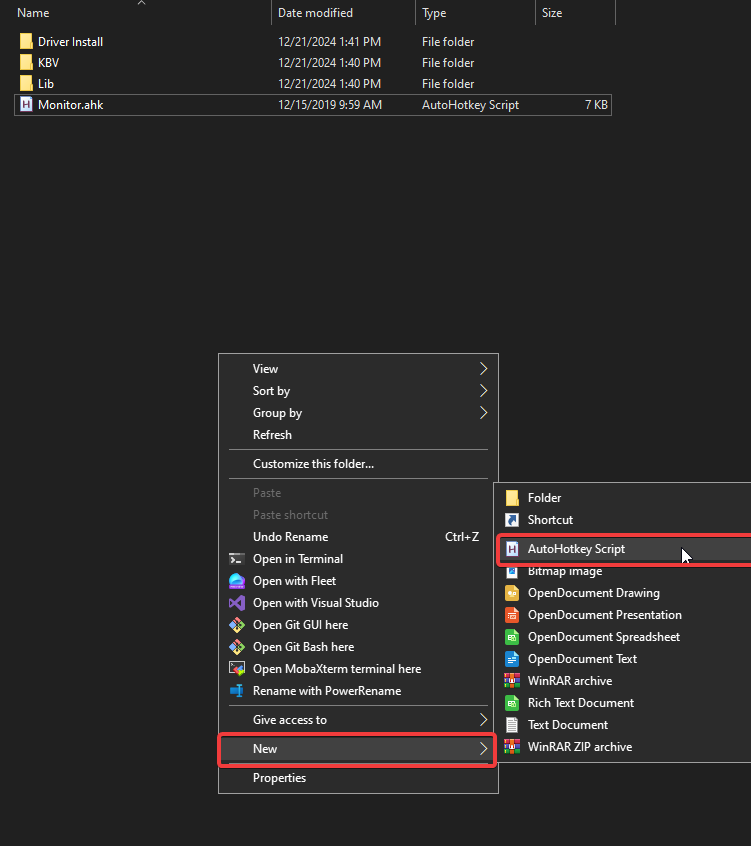 Name Date modified Type Size
Driver Install 12/21/2024 1:41 PM File folder
KBV 12/21/2024 1:40 PM File folder
Lib 12/21/2024 1:40 PM File folder
Monitor.ahk 12/15/2019 9:59 AM AutoHotkey Script 7 KB
View
Sort by
Group by
Refresh
Customize this folder...
Paste
Paste shortcut
Undo Rename Ctrl+Z
Open in Terminal
Open with Fleet
Open with Visual Studio
Open Git GUI here
Open Git Bash here
Open MobaXterm terminal here
Rename with PowerRename
Give access to
New
Properties
Folder
Shortcut
AutoHotkey Script
Bitmap image
OpenDocument Drawing
OpenDocument Presentation
OpenDocument Spreadsheet
OpenDocument Text
WinRAR archive
Rich Text Document
Text Document
WinRAR ZIP archive